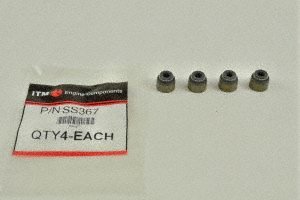 ITM Engine Components
P/N SS367
QTY4-EACH